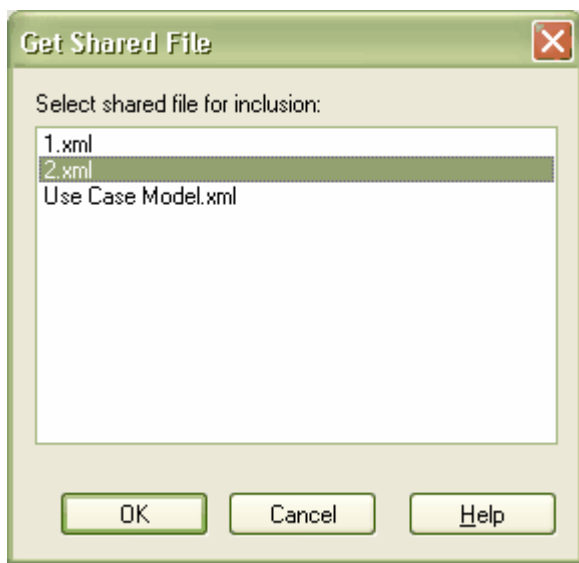 Get Shared File
Select shared file for inclusion:
1.xml
2.xml
Use Case Model.xml
OK Cancel Help